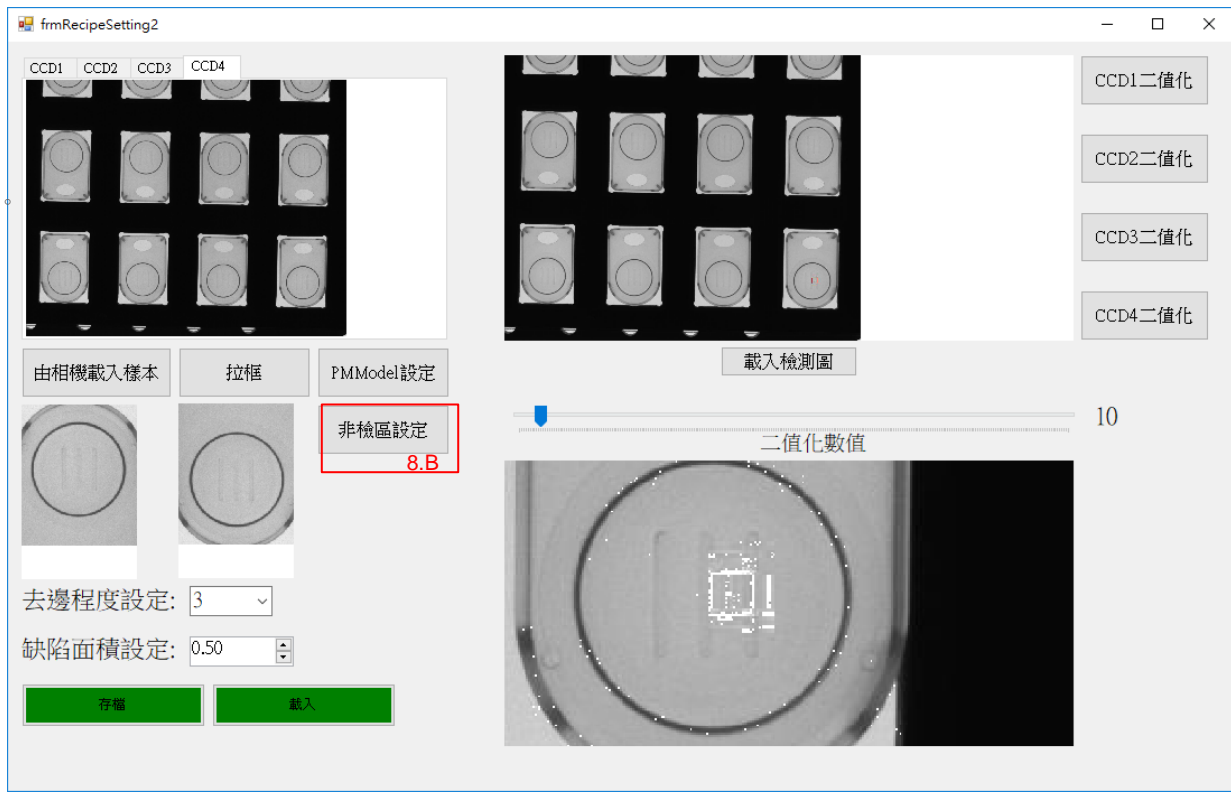 frmRecipeSetting2
CCD1 CCD2 CCD3 CCD4
CCD1二值化
CCD2二值化
CCD3二值化
CCD4二值化
由相機載入樣本 拉框 PMModel設定
載入檢測圖
非檢區設定
8.B
10
二值化數值
去邊程度設定: 3
缺陷面積設定: 0.50
存檔 載入